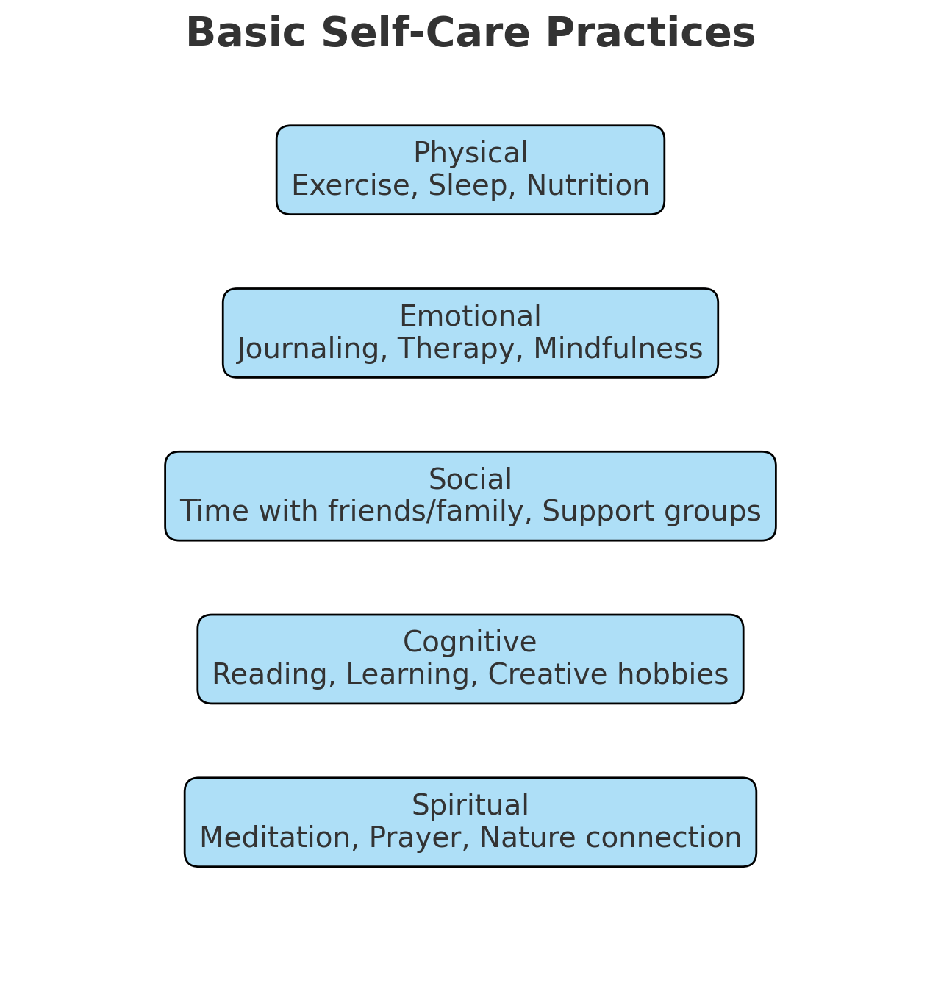 Basic Self-Care Practices
Physical
Exercise, Sleep, Nutrition
Emotional
Journaling, Therapy, Mindfulness
Social
Time with friends/family, Support groups
Cognitive
Reading, Learning, Creative hobbies
Spiritual
Meditation, Prayer, Nature connection